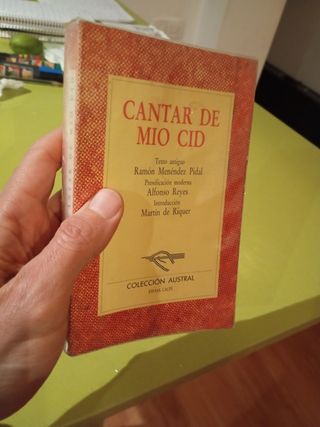 CANTAR DE
MIO CID
Texto antiguo
Ramón Menéndez Pidal
Prosificación moderna
Alfonso Reyes
Introducción
Martín de Riquer
COLECCIÓN AUSTRAL
ESPASA CALPE